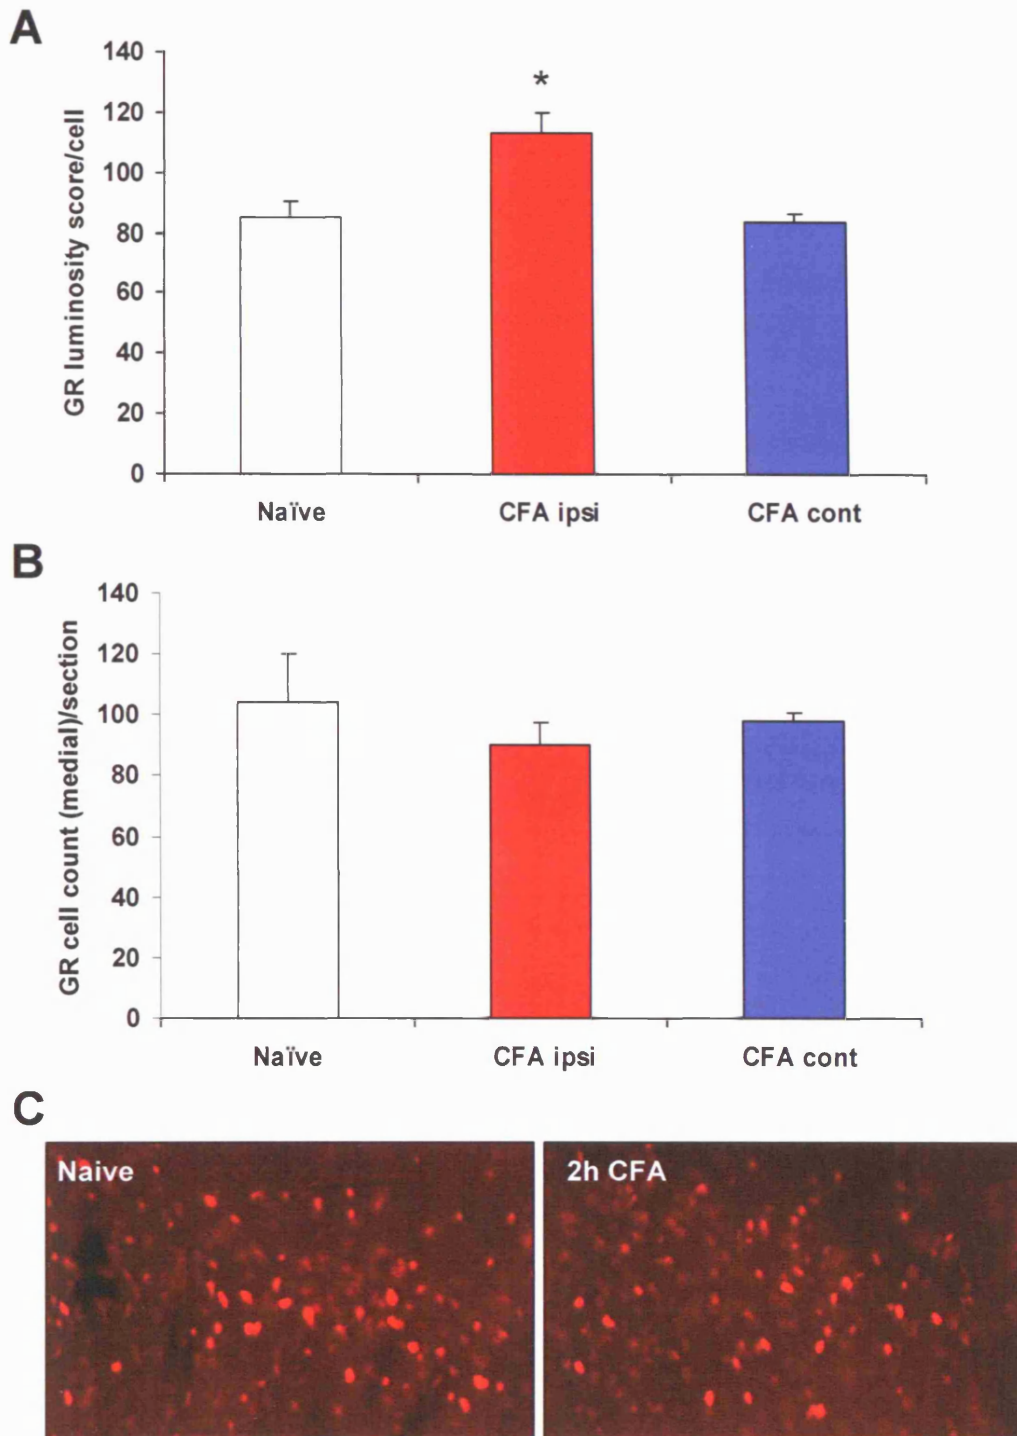 A
GR luminosity score/cell
140
120
100
80
60
40
20
0
*
Naïve CFA ipsi CFA cont
B
GR cell count (medial)/section
140
120
100
80
60
40
20
0
Naïve CFA ipsi CFA cont
C
Naive 2h CFA